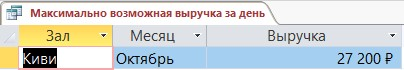 Максимально возможная выручка за день
Зал Месяц Выручка
Киви Октябрь 27 200 ₽